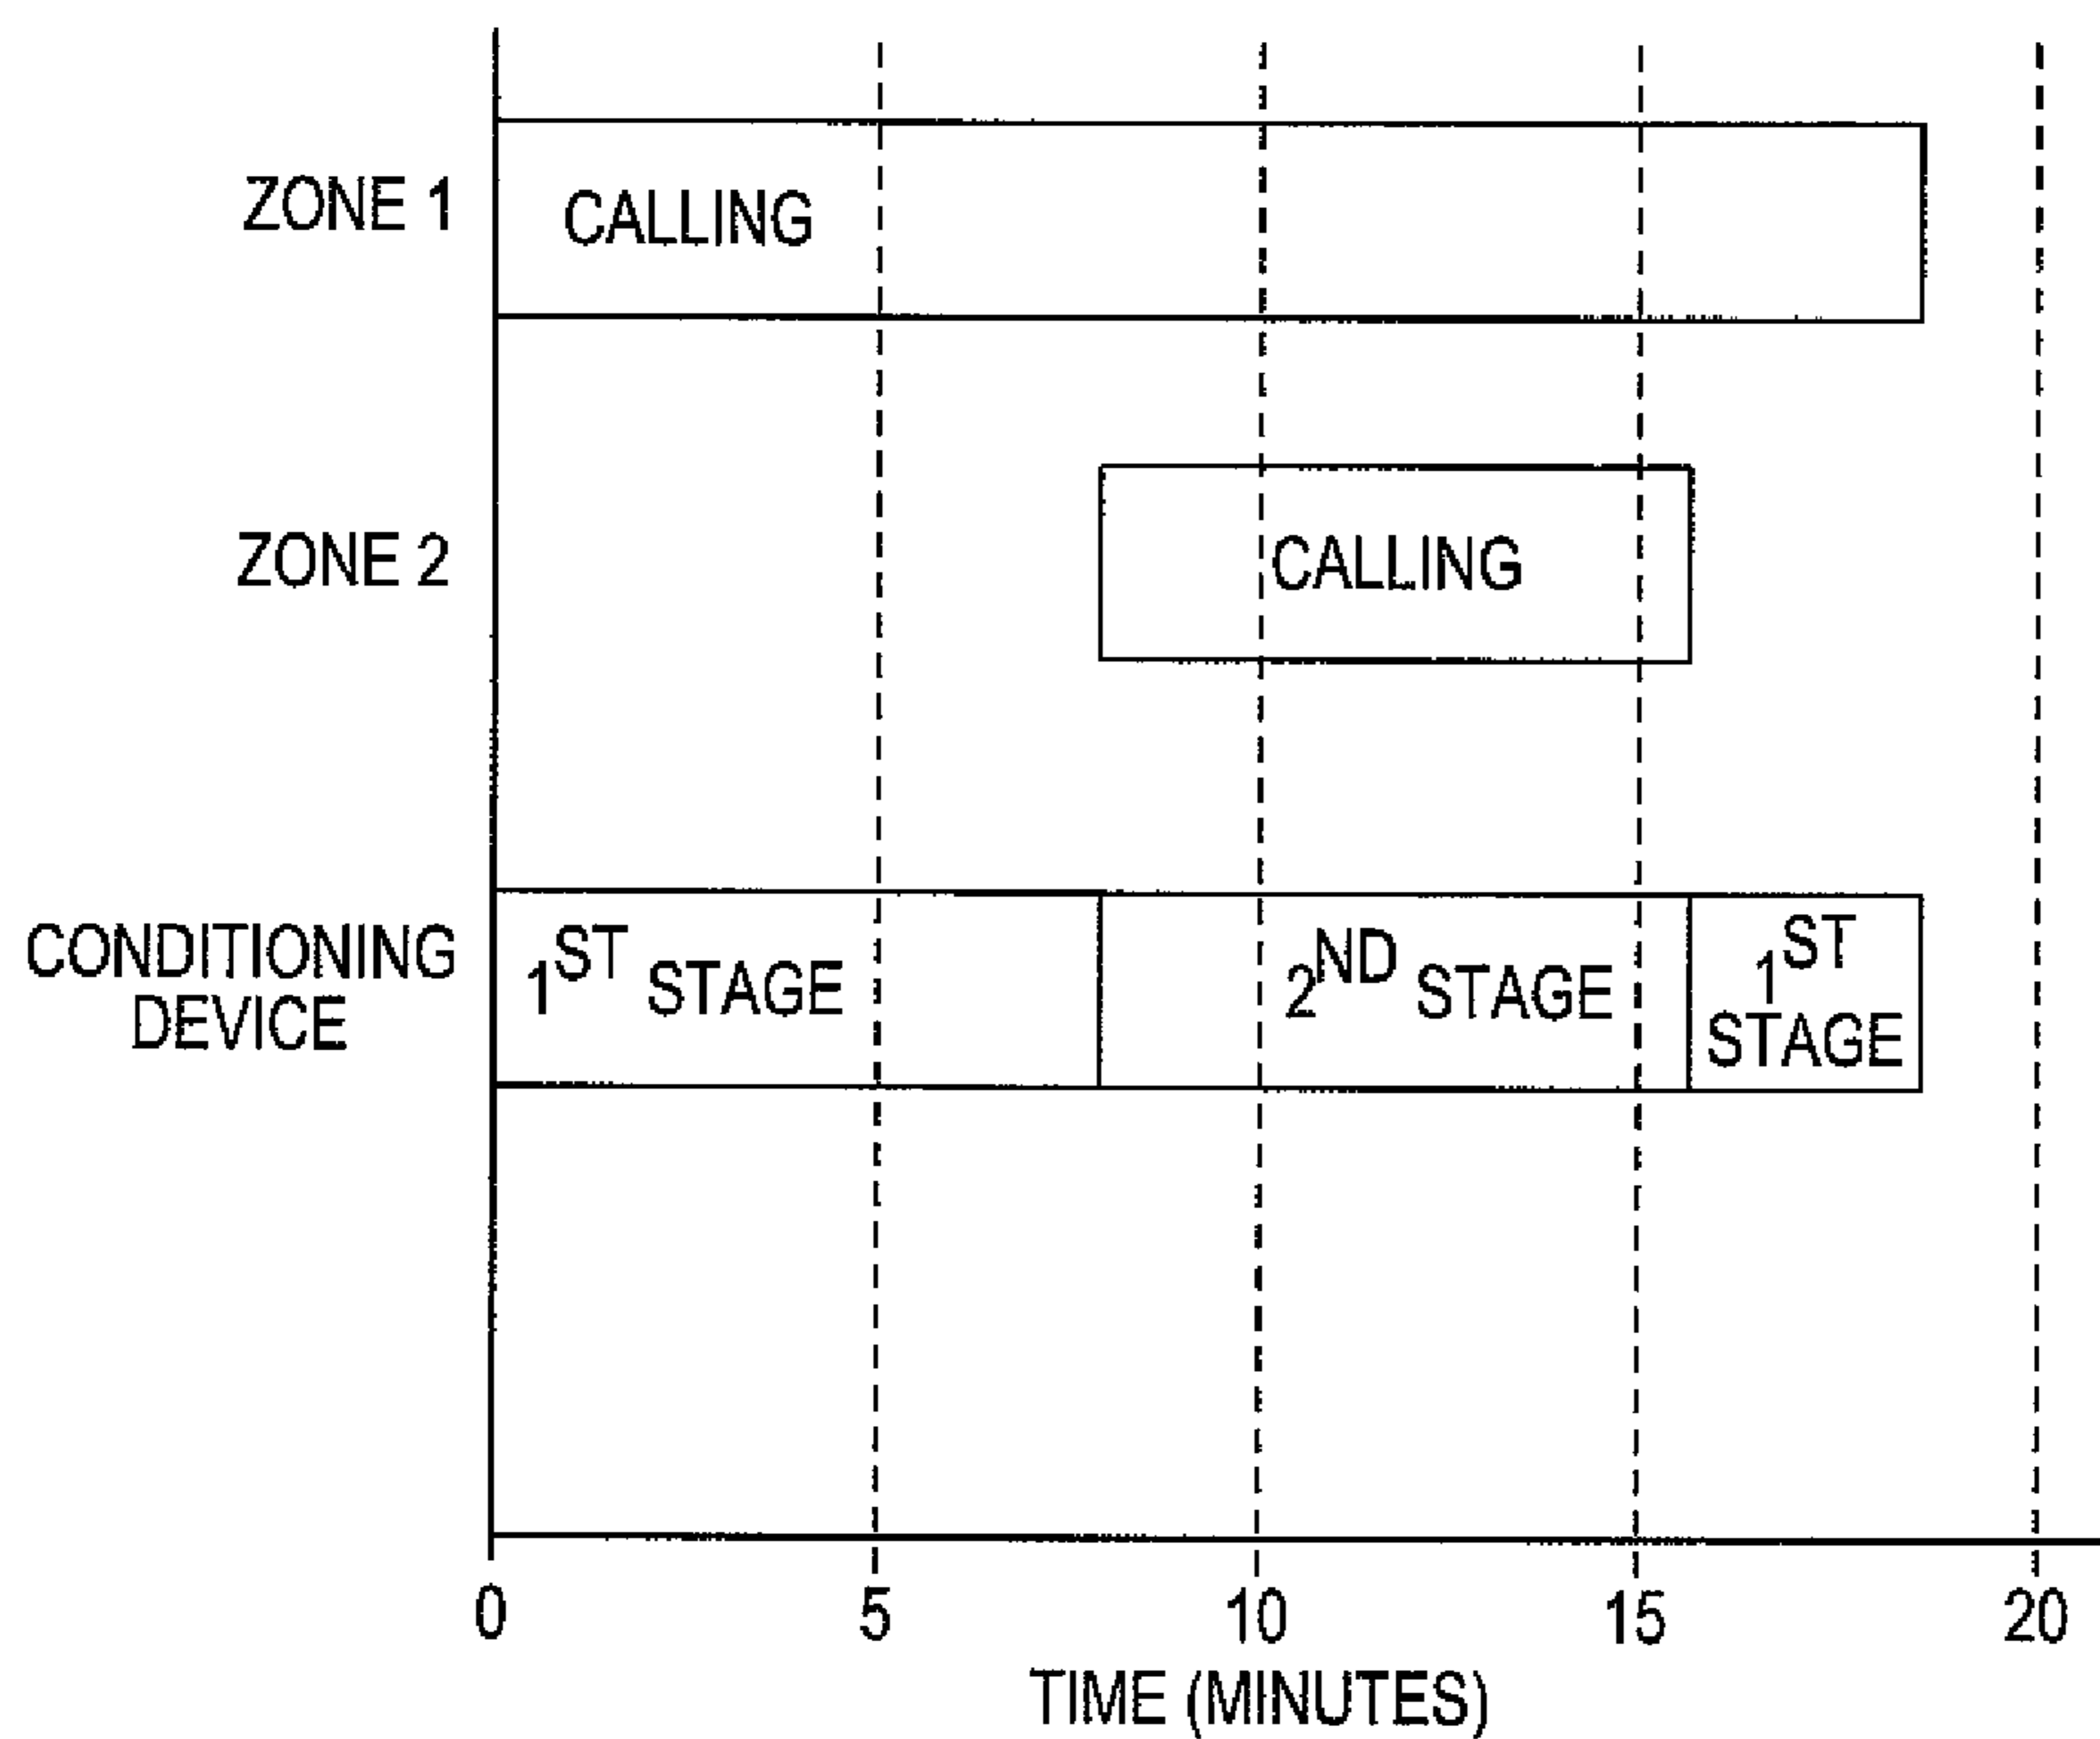 ZONE 1
CALLING
ZONE 2
CALLING
CONDITIONING
DEVICE
1ST STAGE
2ND STAGE
1ST
STAGE
0 5 10 15 20
TIME (MINUTES)